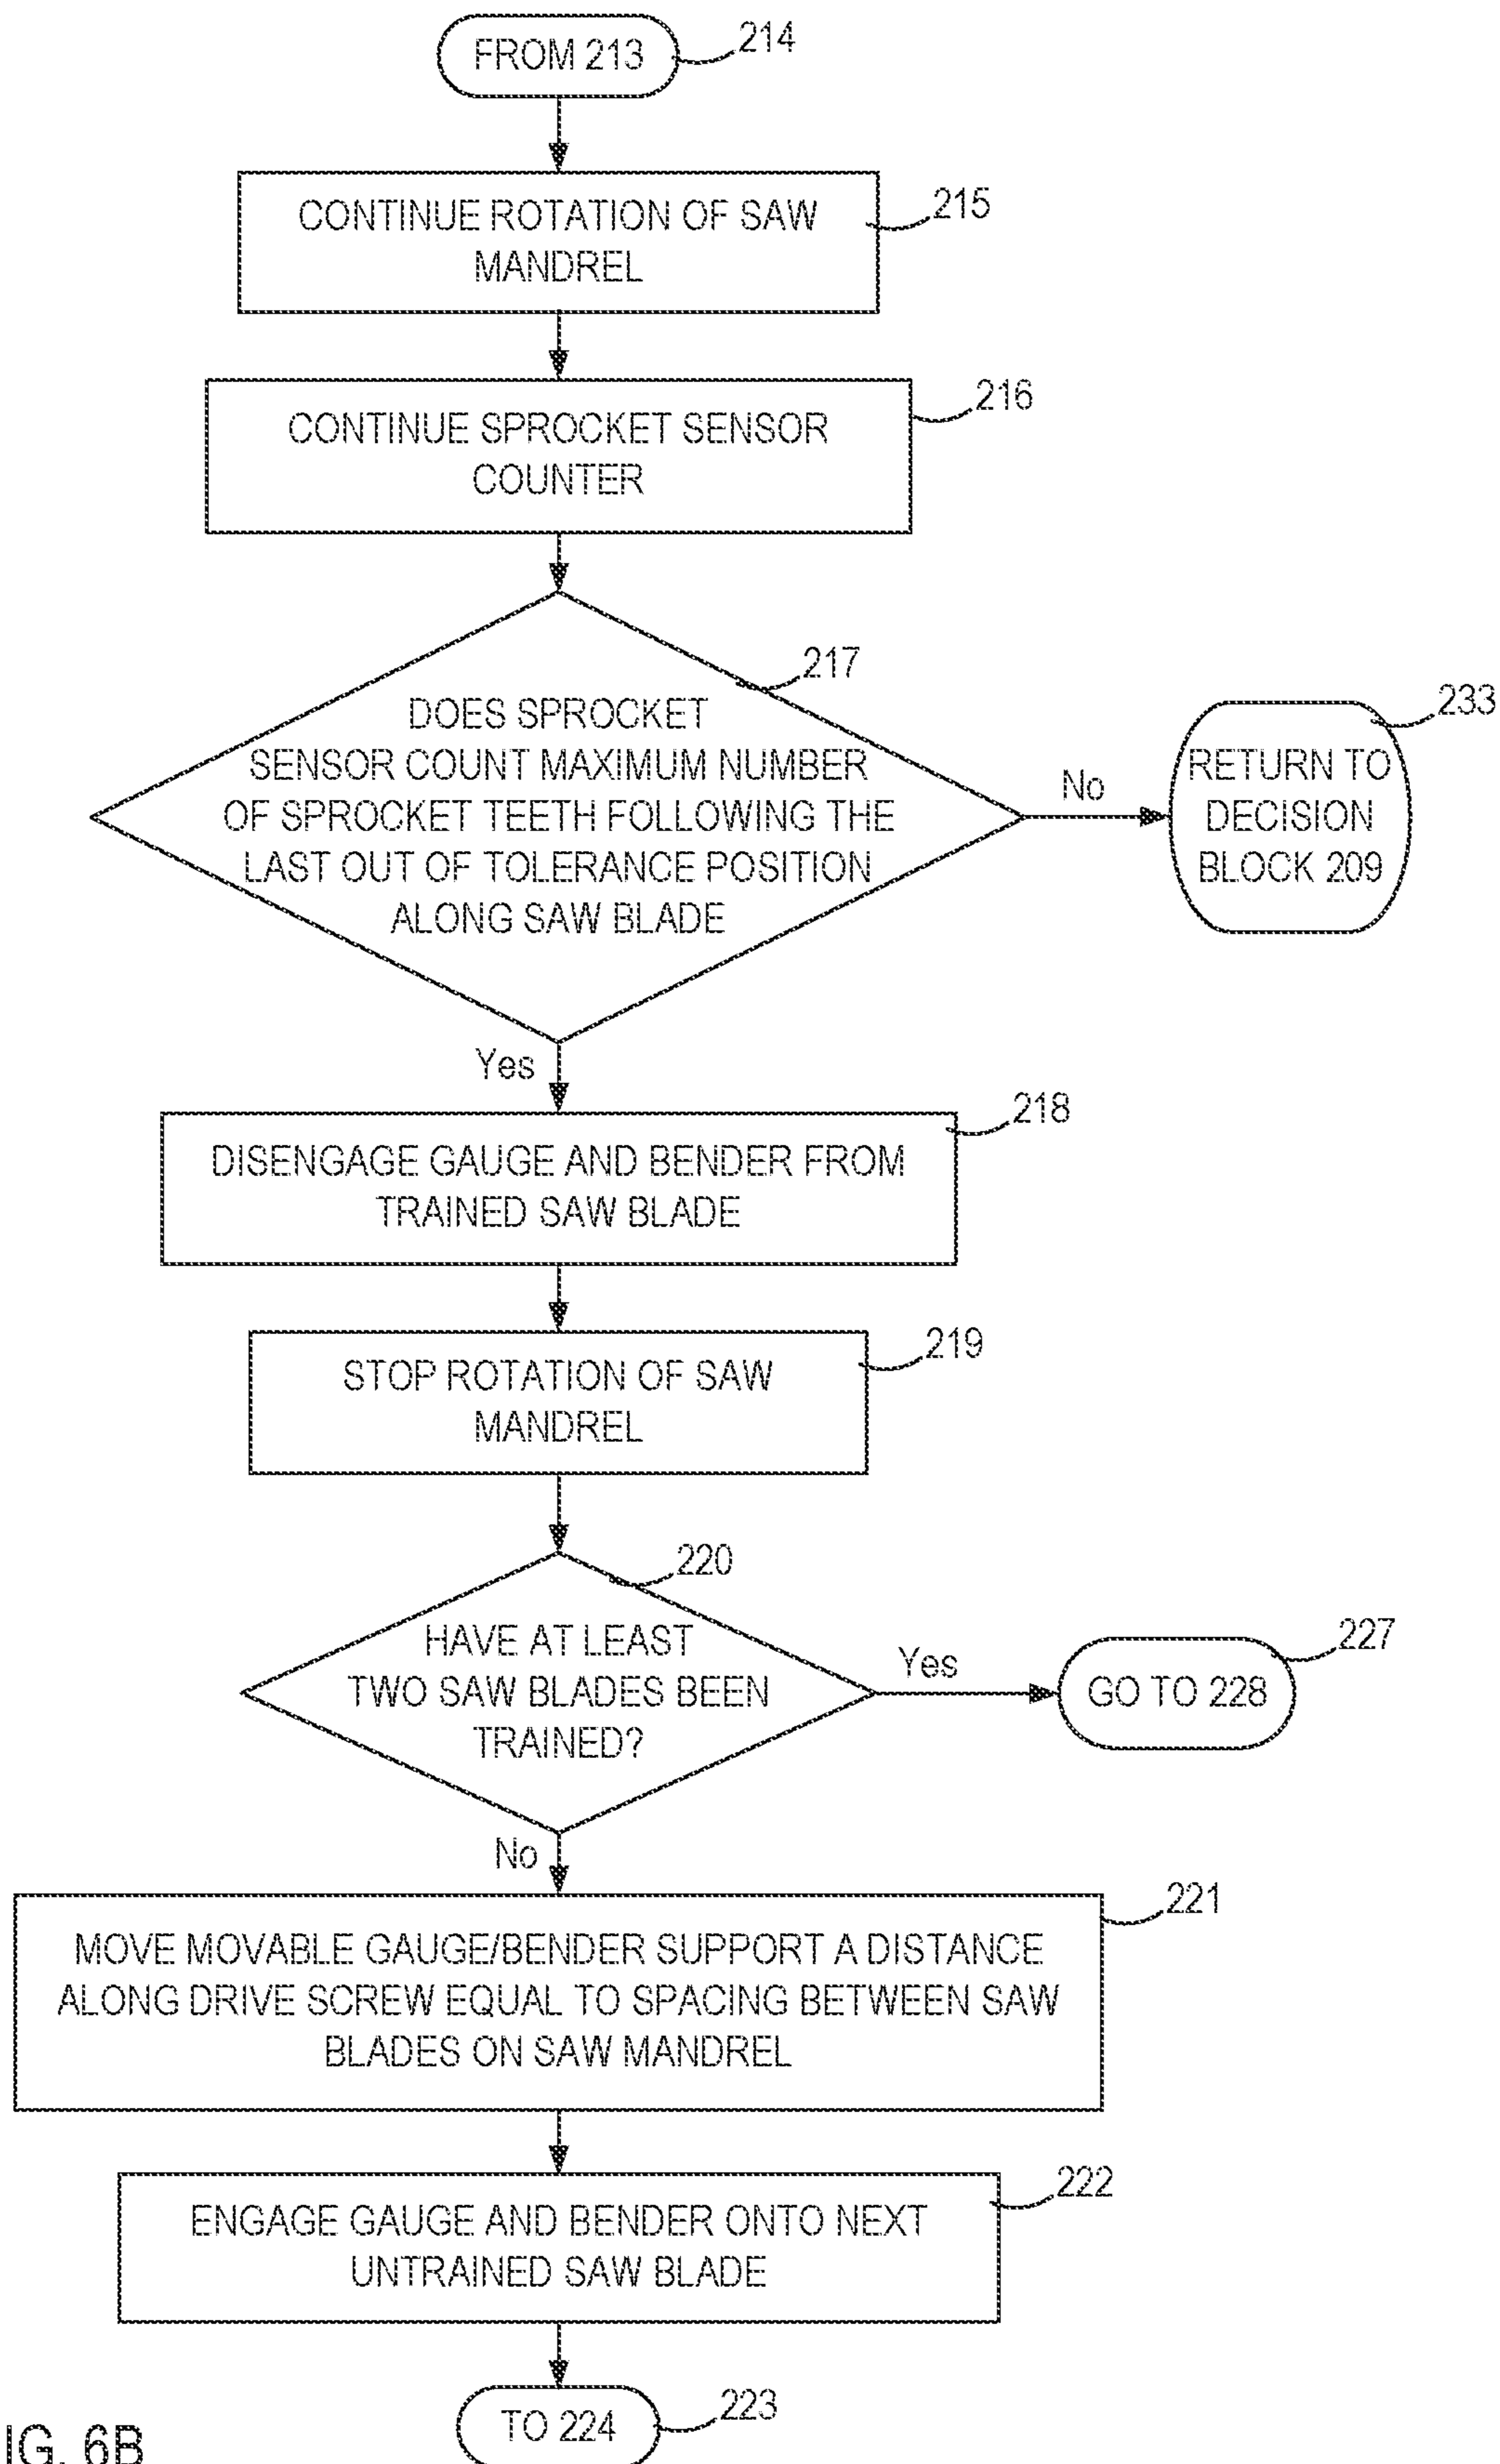 FROM 213
214
CONTINUE ROTATION OF SAW
MANDREL
215
CONTINUE SPROCKET SENSOR
COUNTER
216
217
DOES SPROCKET
SENSOR COUNT MAXIMUM NUMBER
OF SPROCKET TEETH FOLLOWING THE
LAST OUT OF TOLERANCE POSITION
ALONG SAW BLADE
No
233
RETURN TO
DECISION
BLOCK 209
Yes
218
DISENGAGE GAUGE AND BENDER FROM
TRAINED SAW BLADE
219
STOP ROTATION OF SAW
MANDREL
220
HAVE AT LEAST
TWO SAW BLADES BEEN
TRAINED?
Yes
227
GO TO 228
No
221
MOVE MOVABLE GAUGE/BENDER SUPPORT A DISTANCE
ALONG DRIVE SCREW EQUAL TO SPACING BETWEEN SAW
BLADES ON SAW MANDREL
222
ENGAGE GAUGE AND BENDER ONTO NEXT
UNTRAINED SAW BLADE
TO 224
223
IG. 6B